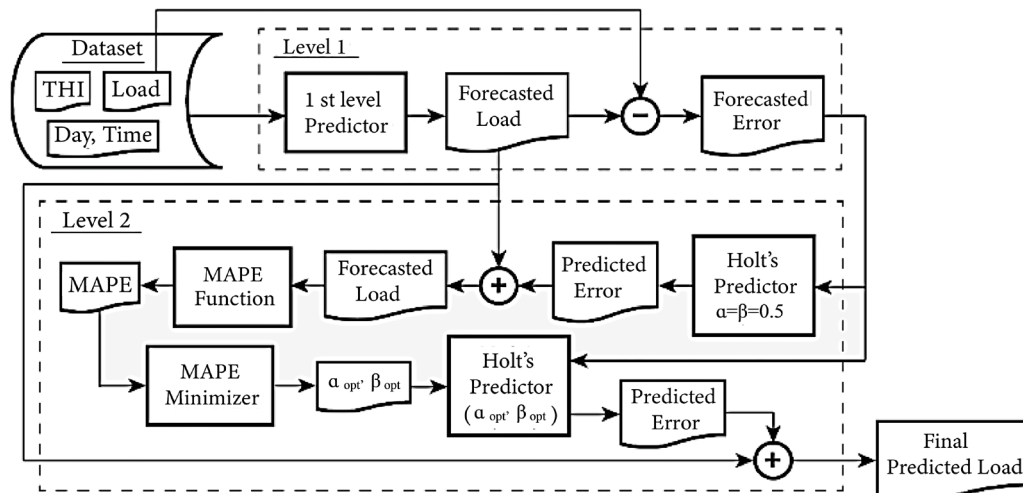 Dataset
THI
Load
Day, Time
Level 1
1 st level
Predictor
Forecasted
Load
−
Forecasted
Error
Level 2
MAPE
MAPE
Function
Forecasted
Load
+
Predicted
Error
Holt's
Predictor
α=β=0.5
MAPE
Minimizer
α opt, β opt
Holt's
Predictor
(α opt, β opt)
Predicted
Error
+
Final
Predicted Load